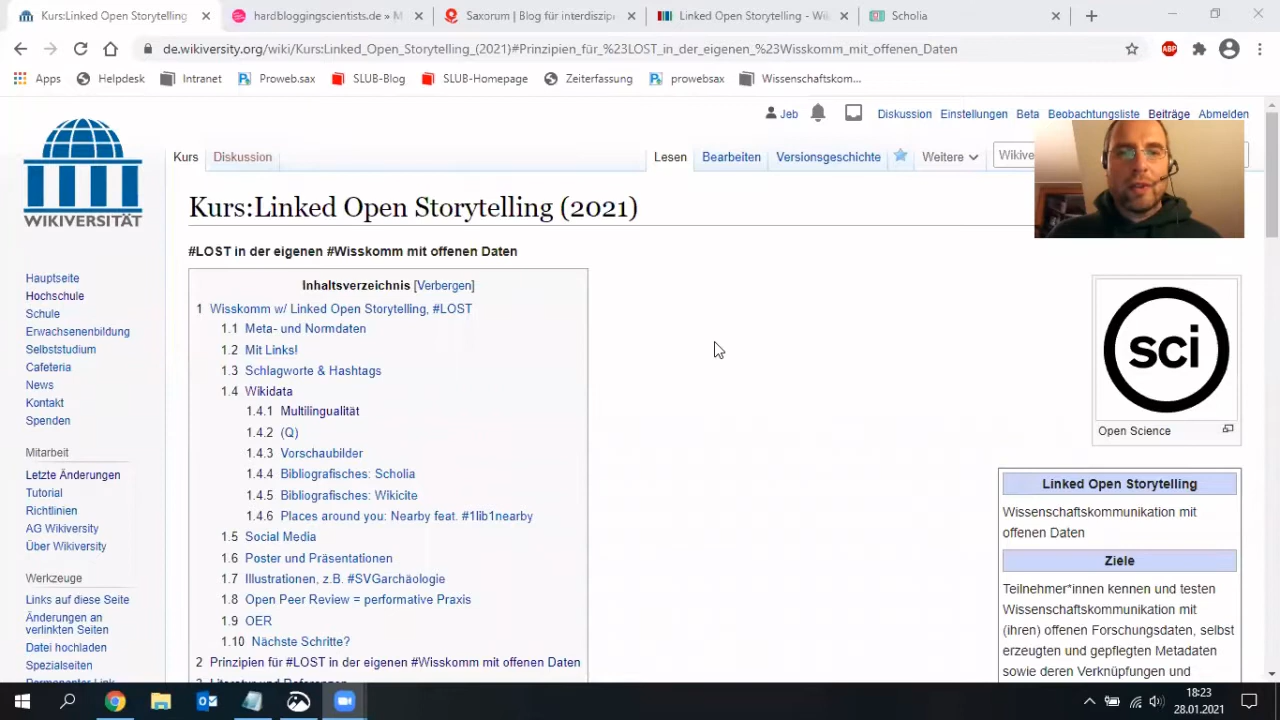 Kurs:Linked Open Storytelling
hardbloggingscientists.de » M
Saxorum | Blog für interdiszip
Linked Open Storytelling - Wi
Scholia
de.wikiversity.org/wiki/Kurs:Linked_Open_Storytelling_(2021)#Prinzipien_für_%23LOST_in_der_eigenen_%23Wisskomm_mit_offenen_Daten
ABP
Apps Helpdesk Intranet Proweb.sax SLUB-Blog SLUB-Homepage Zeiterfassung prowebsax Wissenschaftskom...
Jeb Diskussion Einstellungen Beta Beobachtungsliste Beiträge Abmelden
Kurs Diskussion Lesen Bearbeiten Versionsgeschichte Weitere Wikive
WIKIVERSITÄT
Hauptseite
Hochschule
Schule
Erwachsenenbildung
Selbststudium
Cafeteria
News
Kontakt
Spenden
Mitarbeit
Letzte Änderungen
Tutorial
Richtlinien
AG Wikiversity
Über Wikiversity
Werkzeuge
Links auf diese Seite
Änderungen an
verlinkten Seiten
Datei hochladen
Spezialseiten
Permanenter Link
Kurs:Linked Open Storytelling (2021)
#LOST in der eigenen #Wisskomm mit offenen Daten
Inhaltsverzeichnis [Verbergen]
1 Wisskomm w/ Linked Open Storytelling, #LOST
1.1 Meta- und Normdaten
1.2 Mit Links!
1.3 Schlagworte & Hashtags
1.4 Wikidata
1.4.1 Multilingualität
1.4.2 (Q)
1.4.3 Vorschaubilder
1.4.4 Bibliografisches: Scholia
1.4.5 Bibliografisches: Wikicite
1.4.6 Places around you: Nearby feat. #1lib1nearby
1.5 Social Media
1.6 Poster und Präsentationen
1.7 Illustrationen, z.B. #SVGarchäologie
1.8 Open Peer Review = performative Praxis
1.9 OER
1.10 Nächste Schritte?
2 Prinzipien für #LOST in der eigenen #Wisskomm mit offenen Daten
3 Literatur und Referenzen
sci
Open Science
Linked Open Storytelling
Wissenschaftskommunikation mit
offenen Daten
Ziele
Teilnehmer*innen kennen und testen
Wissenschaftskommunikation mit
(ihren) offenen Forschungsdaten, selbst
erzeugten und gepflegten Metadaten
sowie deren Verknüpfungen und
18:23
28.01.2021